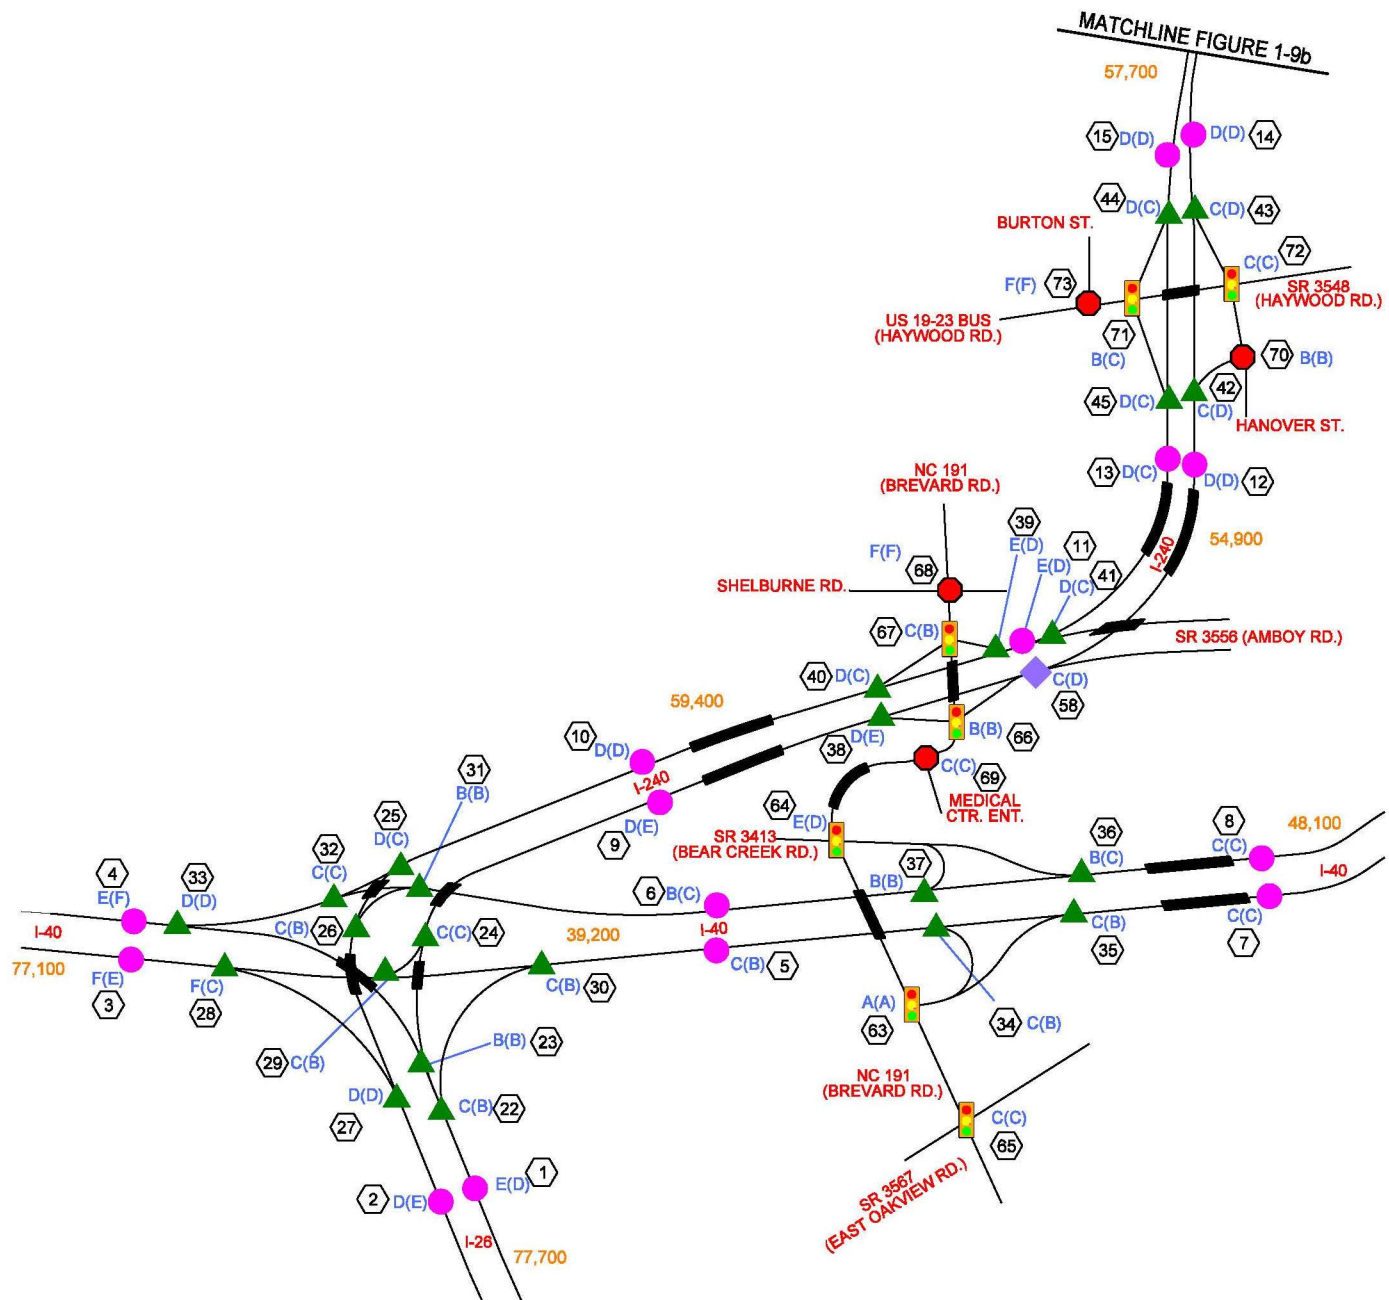 MATCHLINE FIGURE 1-9b
57,700
15 D(D)
D(D) 14
44
D(C)
C(D) 43
BURTON ST.
C(C) 72
F(F) 73
SR 3548
(HAYWOOD RD.)
US 19-23 BUS
(HAYWOOD RD.)
71
B(C)
70 B(B)
42
C(D)
45 D(C)
HANOVER ST.
13 D(C)
D(D) 12
NC 191
(BREVARD RD.)
39
E(D)
11
E(D)
I-240
54,900
F(F)
68
41
D(C)
SHELBURNE RD.
67 C(B)
SR 3556 (AMBOY RD.)
40 D(C)
C(D)
58
59,400
10
D(D)
D(E)
38
B(B)
66
31
B(B)
I-240
C(C) 69
MEDICAL
CTR. ENT.
25
D(C)
64
E(D)
D(E)
9
SR 3413
(BEAR CREEK RD.)
36
B(C)
8
C(C)
48,100
I-40
32
C(C)
37
B(B)
4
E(F)
33
D(D)
6 B(C)
I-40
C(B)
26
C(C) 24
39,200
I-40
C(B)
35
C(C)
7
77,100
F(E)
3
F(C)
28
C(B) 30
C(B) 5
A(A)
63
34 C(B)
29 C(B)
B(B) 23
D(D)
27
C(B) 22
NC 191
(BREVARD RD.)
C(C)
65
2 D(E)
E(D) 1
SR 3567
(EAST OAKVIEW RD.)
I-26
77,700